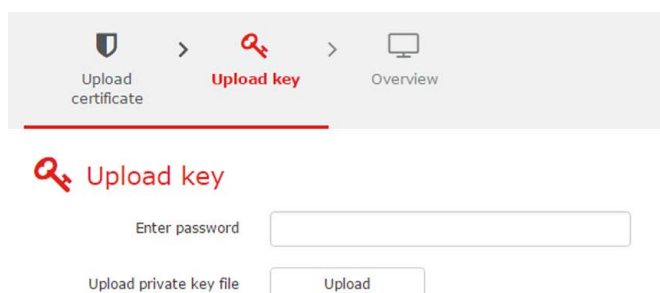 Upload
certificate
Upload key
Overview
Upload key
Enter password
Upload private key file
Upload